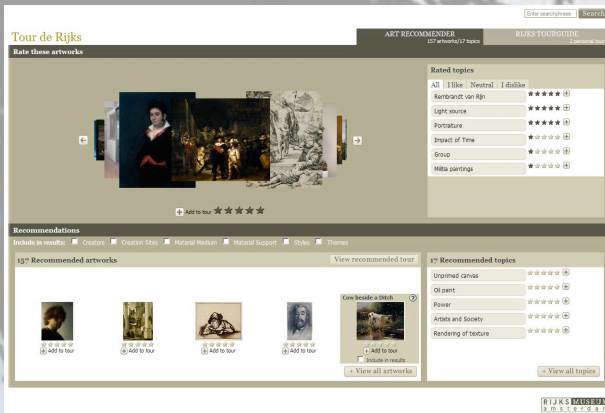 Enter searchphrase Search
Tour de Rijks
ART RECOMMENDER
157 artworks/17 topics
RIJKS TOURGUIDE
2 personal tour
Rate these artworks
Rated topics
All I like Neutral I dislike
Rembrandt van Rijn
Light source
Portraiture
Impact of Time
Group
Militia paintings
Add to tour
Recommendations
Include in results: Creators Creation Sites Material Medium Material Support Styles Themes
157 Recommended artworks
View recommended tour
Cow beside a Ditch
Add to tour
Add to tour
Add to tour
Add to tour
Add to tour
Include in results
+ View all artworks
17 Recommended topics
Unprimed canvas
Oil paint
Power
Artists and Society
Rendering of texture
+ View all topics
RIJKS MUSEUM
amsterdam